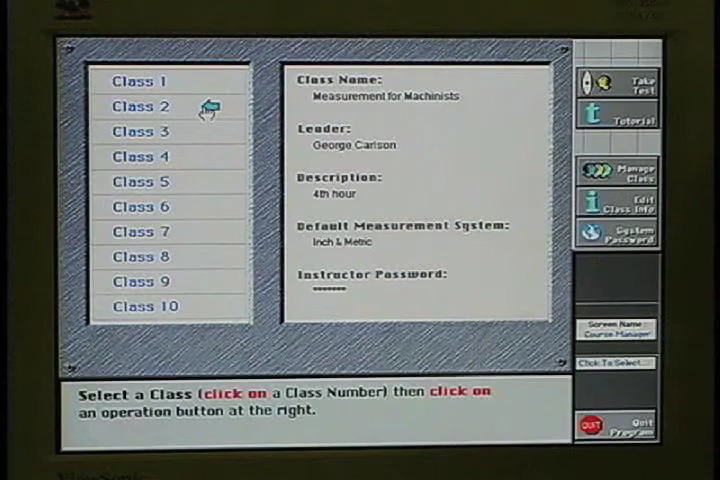 Class 1
Class 2
Class 3
Class 4
Class 5
Class 6
Class 7
Class 8
Class 9
Class 10
Class Name:
Measurement for Machinists
Leader:
George Carlson
Description:
4th hour
Default Measurement System:
Inch & Metric
Instructor Password:
*******
Take
Test
t
Tutorial
Manage
Class
i
Edit
Class Info
System
Password
Screen Name:
Course Manager
Click To Select...
QUIT
Quit
Program
Select a Class (click on a Class Number) then click on
an operation button at the right.
ViewSonic